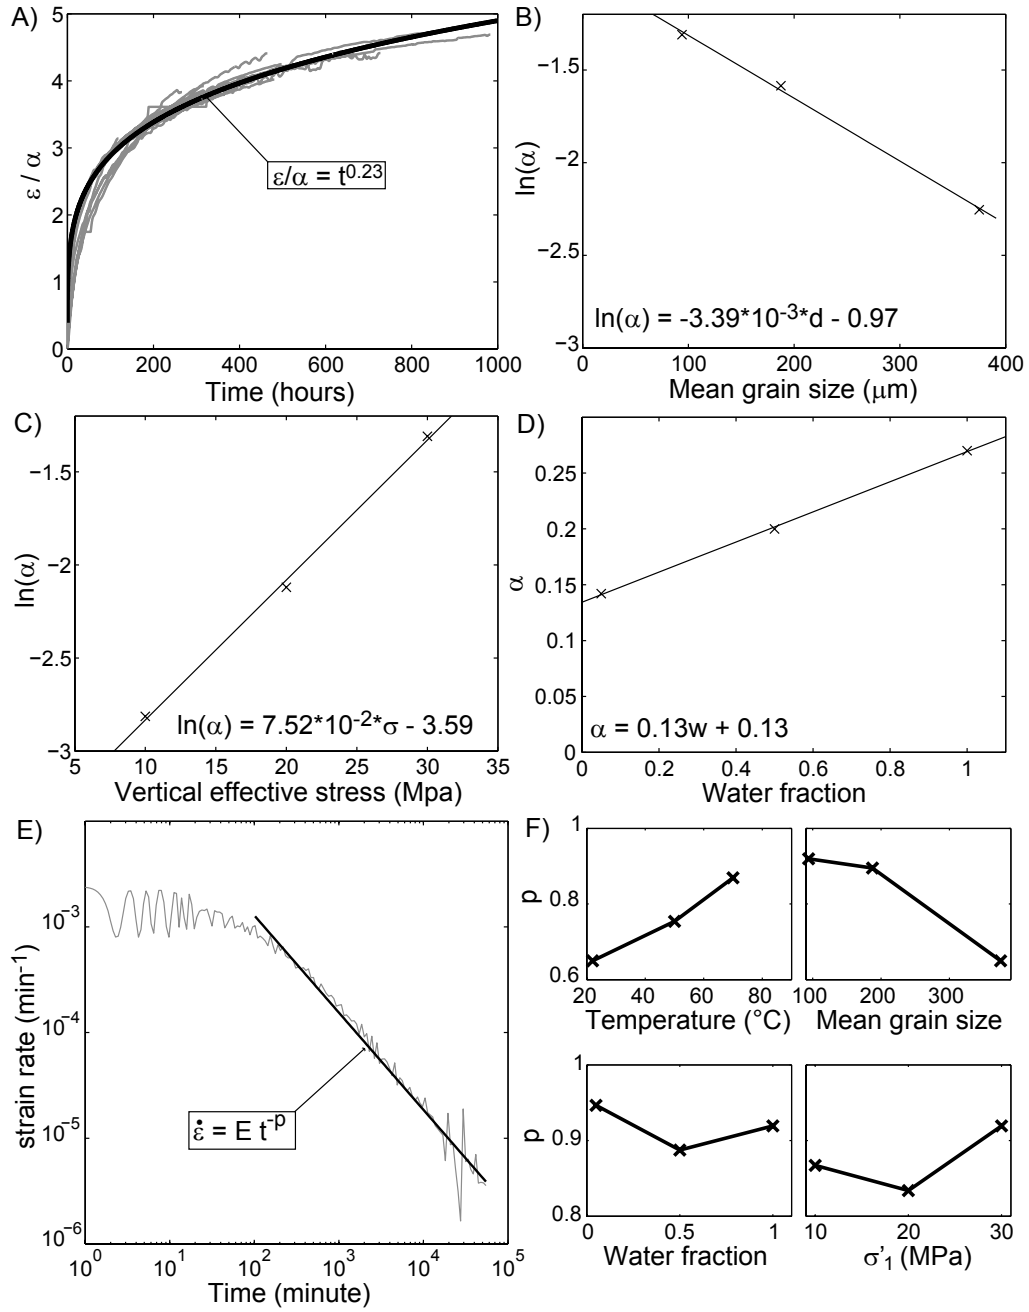 A)
5
4
3
2
1
0
ε / α
ε/α = t^0.23
0 200 400 600 800 1000
Time (hours)
B)
−1.5
−2
−2.5
−3
ln(α)
ln(α) = -3.39*10^-3*d - 0.97
0 100 200 300 400
Mean grain size (μm)
C)
−1.5
−2
−2.5
−3
ln(α)
ln(α) = 7.52*10^-2*σ - 3.59
5 10 15 20 25 30 35
Vertical effective stress (Mpa)
D)
0.25
0.2
0.15
0.1
0.05
0
α
α = 0.13w + 0.13
0 0.2 0.4 0.6 0.8 1
Water fraction
E)
10^−3
10^−4
10^−5
10^−6
strain rate (min^-1)
ε̇ = E t^-p
10^0 10^1 10^2 10^3 10^4 10^5
Time (minute)
F)
1
0.8
0.6
p
20 40 60 80
Temperature (°C)
100 200 300
Mean grain size
1
0.9
0.8
p
0 0.5 1
Water fraction
10 20 30
σ'₁ (MPa)